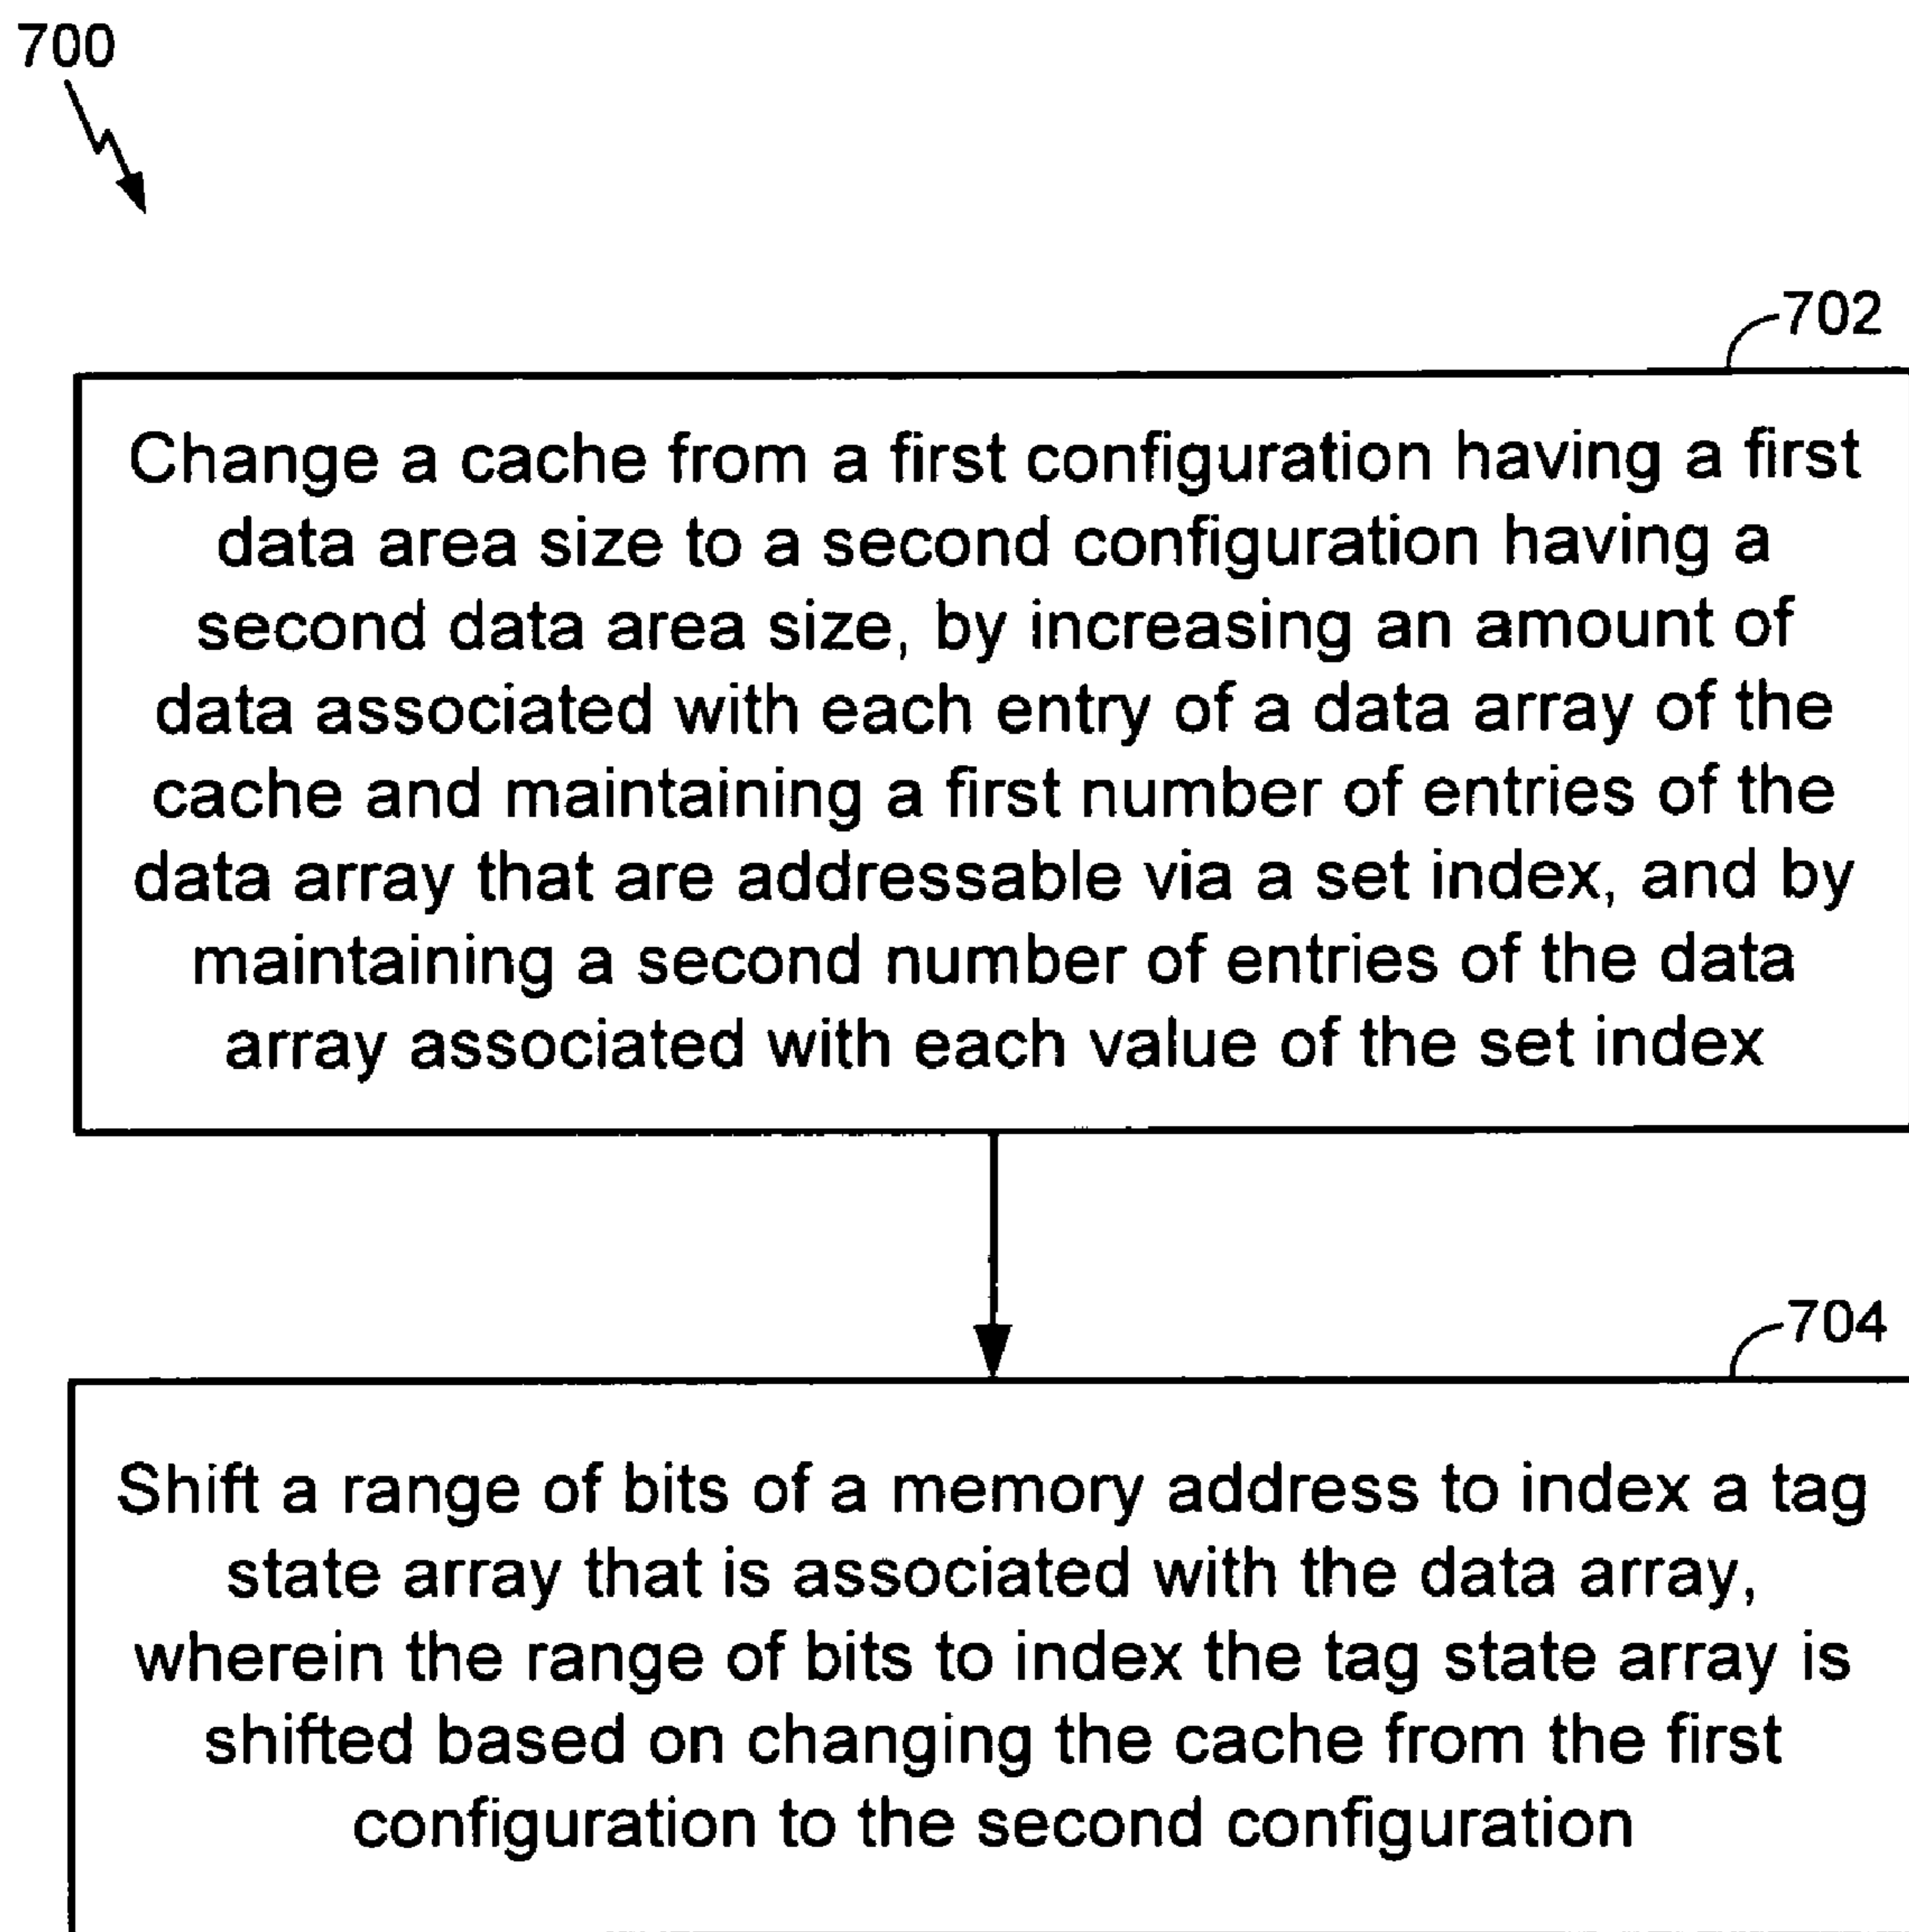 700
702
Change a cache from a first configuration having a first
data area size to a second configuration having a
second data area size, by increasing an amount of
data associated with each entry of a data array of the
cache and maintaining a first number of entries of the
data array that are addressable via a set index, and by
maintaining a second number of entries of the data
array associated with each value of the set index
704
Shift a range of bits of a memory address to index a tag
state array that is associated with the data array,
wherein the range of bits to index the tag state array is
shifted based on changing the cache from the first
configuration to the second configuration